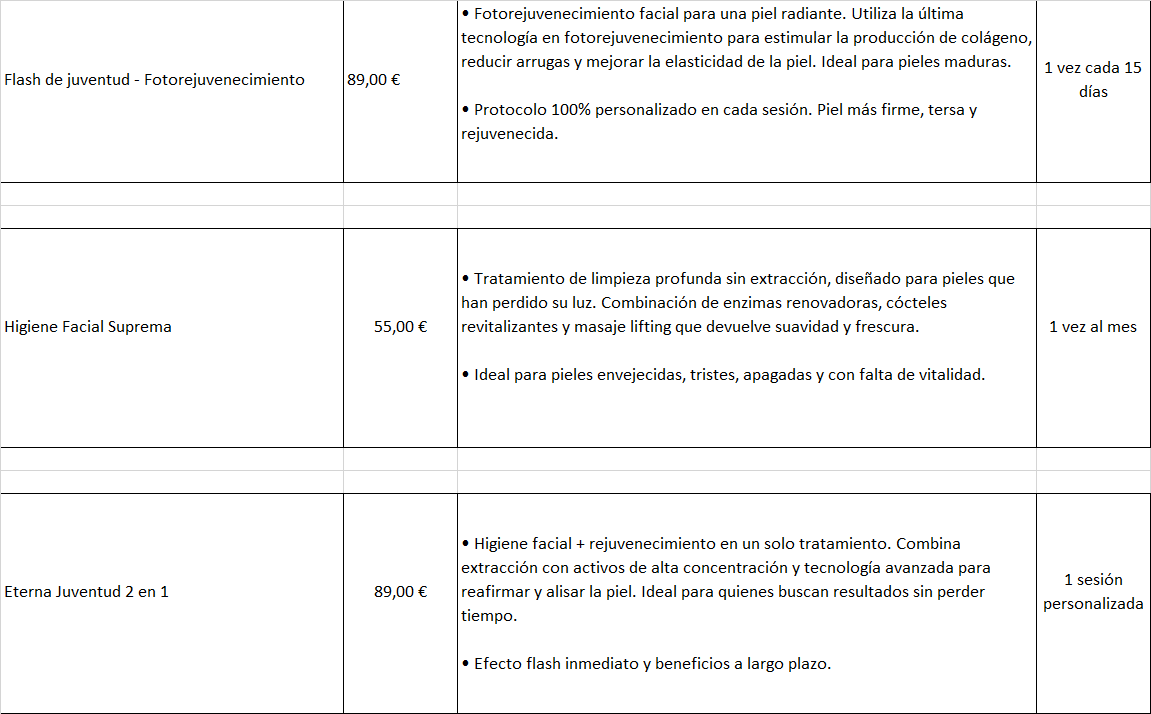 Flash de juventud - Fotorejuvenecimiento
89,00 €
• Fotorejuvenecimiento facial para una piel radiante. Utiliza la última
tecnología en fotorejuvenecimiento para estimular la producción de colágeno,
reducir arrugas y mejorar la elasticidad de la piel. Ideal para pieles maduras.
• Protocolo 100% personalizado en cada sesión. Piel más firme, tersa y
rejuvenecida.
1 vez cada 15
días
Higiene Facial Suprema
55,00 €
• Tratamiento de limpieza profunda sin extracción, diseñado para pieles que
han perdido su luz. Combinación de enzimas renovadoras, cócteles
revitalizantes y masaje lifting que devuelve suavidad y frescura.
• Ideal para pieles envejecidas, tristes, apagadas y con falta de vitalidad.
1 vez al mes
Eterna Juventud 2 en 1
89,00 €
• Higiene facial + rejuvenecimiento en un solo tratamiento. Combina
extracción con activos de alta concentración y tecnología avanzada para
reafirmar y alisar la piel. Ideal para quienes buscan resultados sin perder
tiempo.
• Efecto flash inmediato y beneficios a largo plazo.
1 sesión
personalizada